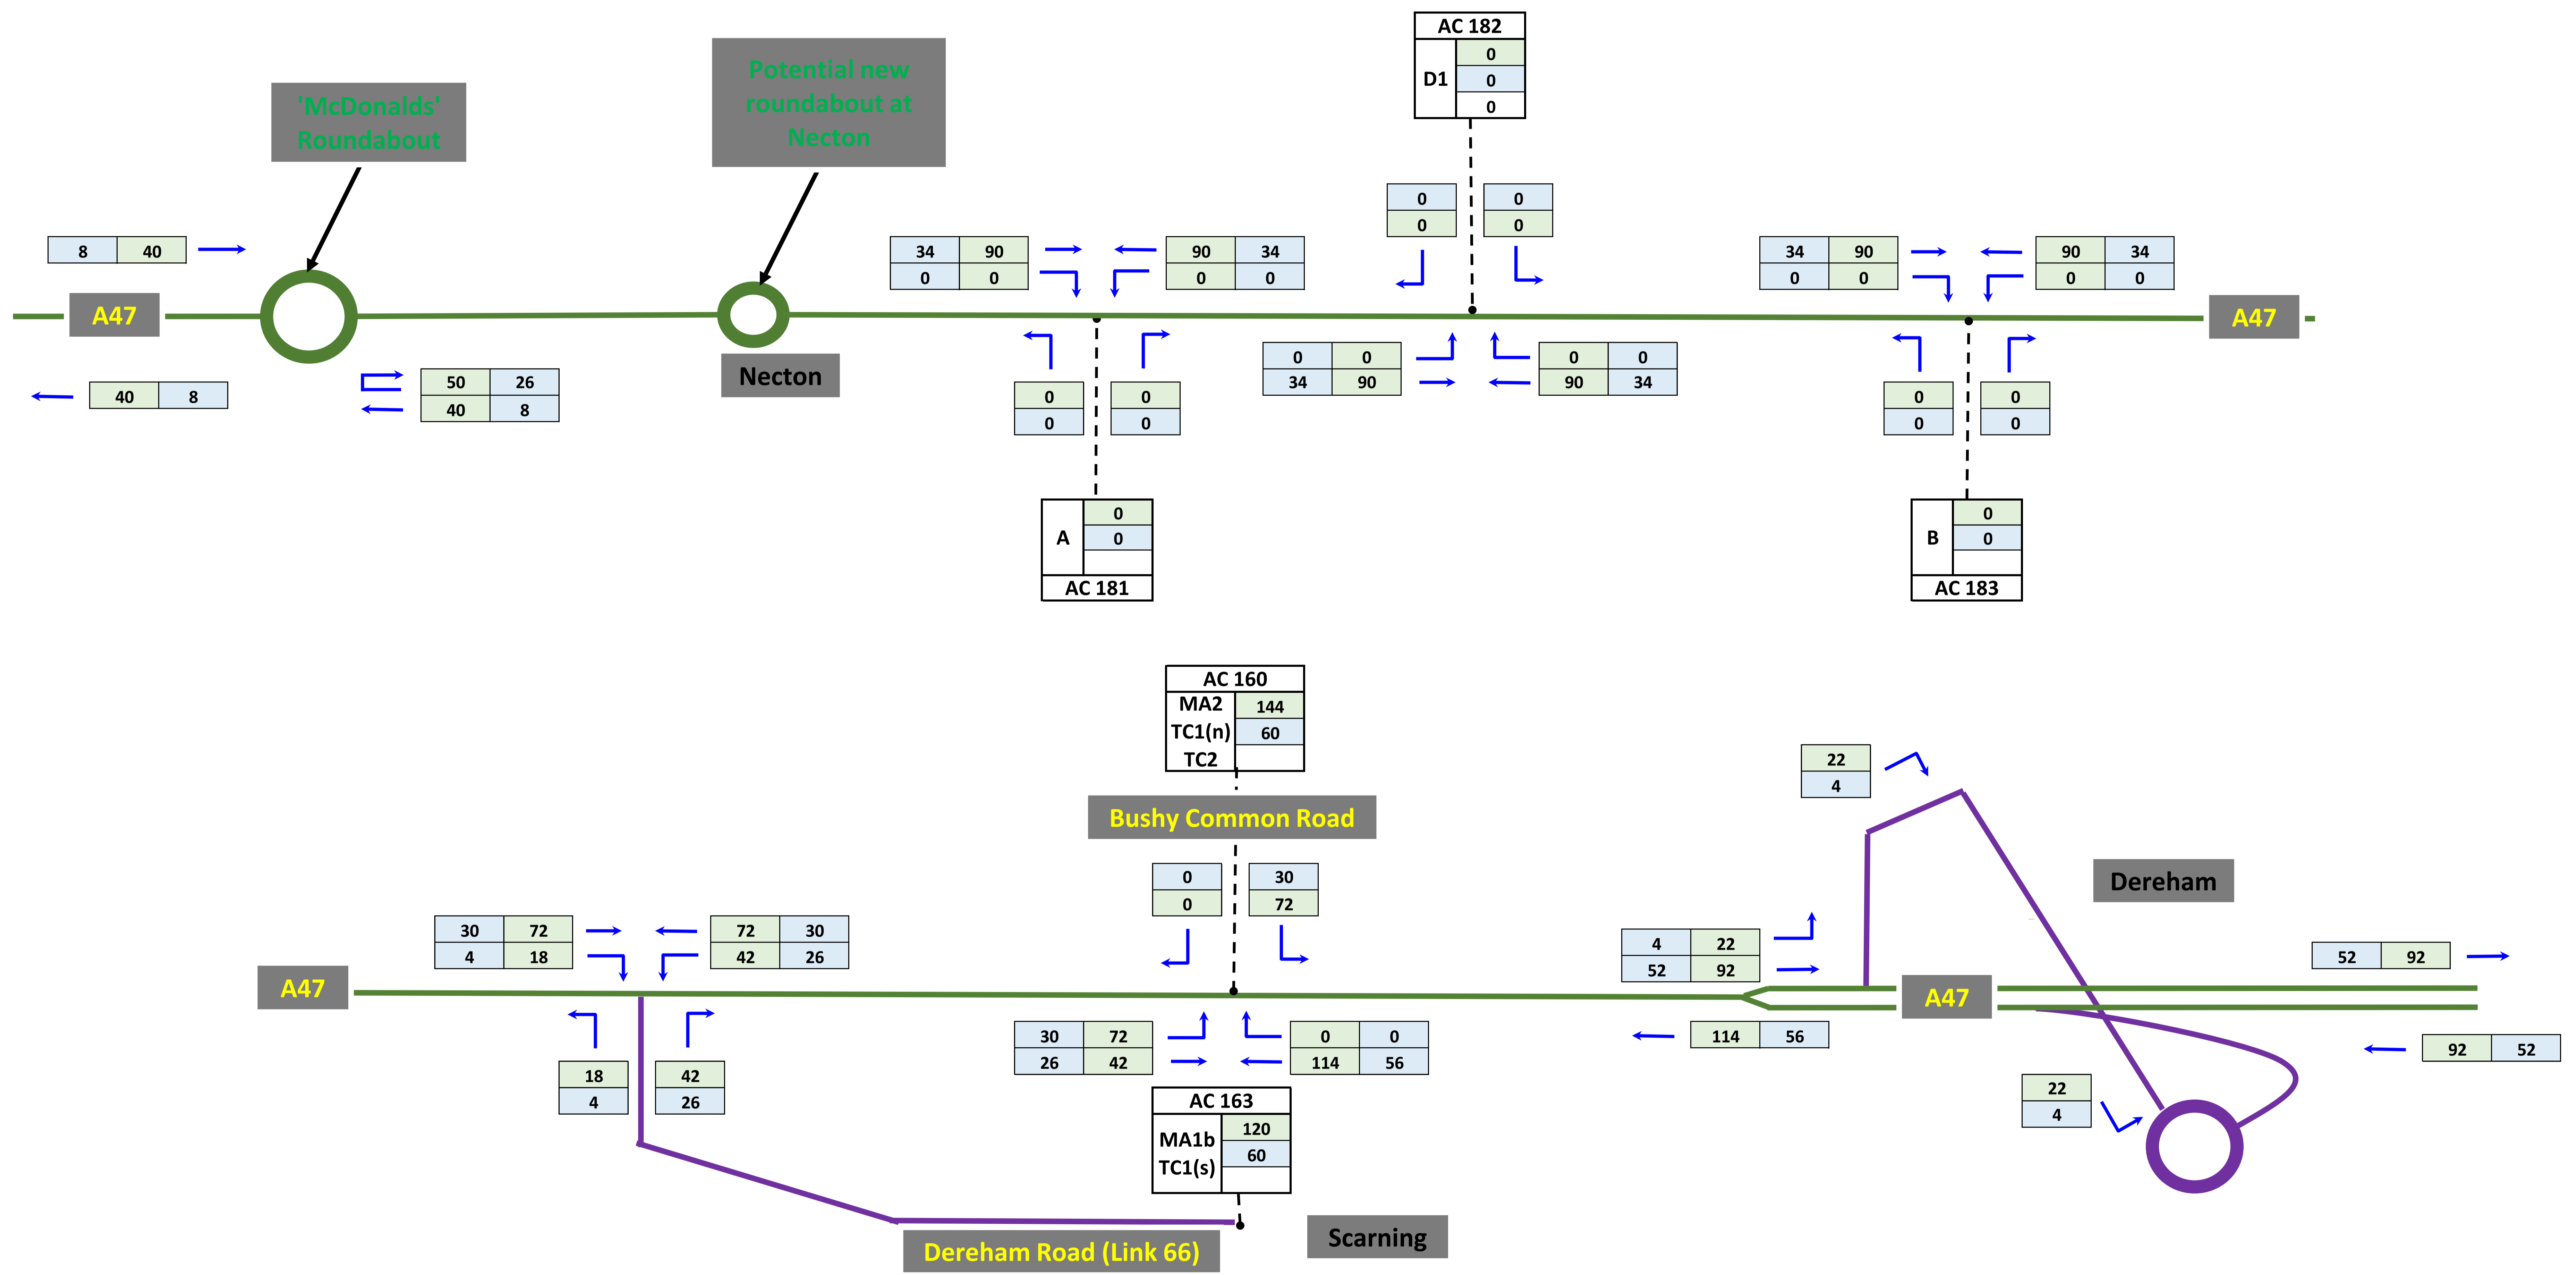 AC 182
D1
0
0
0
'McDonalds'
Roundabout
Potential new
roundabout at
Necton
8 40
34 90
0 0
90 34
0 0
0
0
0
0
34 90
0 0
90 34
0 0
A47
A47
Necton
40 8
50 26
40 8
0
0
0
0
0 0
34 90
0 0
90 34
0
0
0
0
A
0
0
AC 181
B
0
0
AC 183
AC 160
MA2
TC1(n)
TC2
144
60
Bushy Common Road
22
4
Dereham
0
0
30
72
30 72
4 18
72 30
42 26
4 22
52 92
52 92
A47
A47
18
4
42
26
30 72
26 42
0 0
114 56
114 56
92 52
22
4
AC 163
MA1b
TC1(s)
120
60
Scarning
Dereham Road (Link 66)